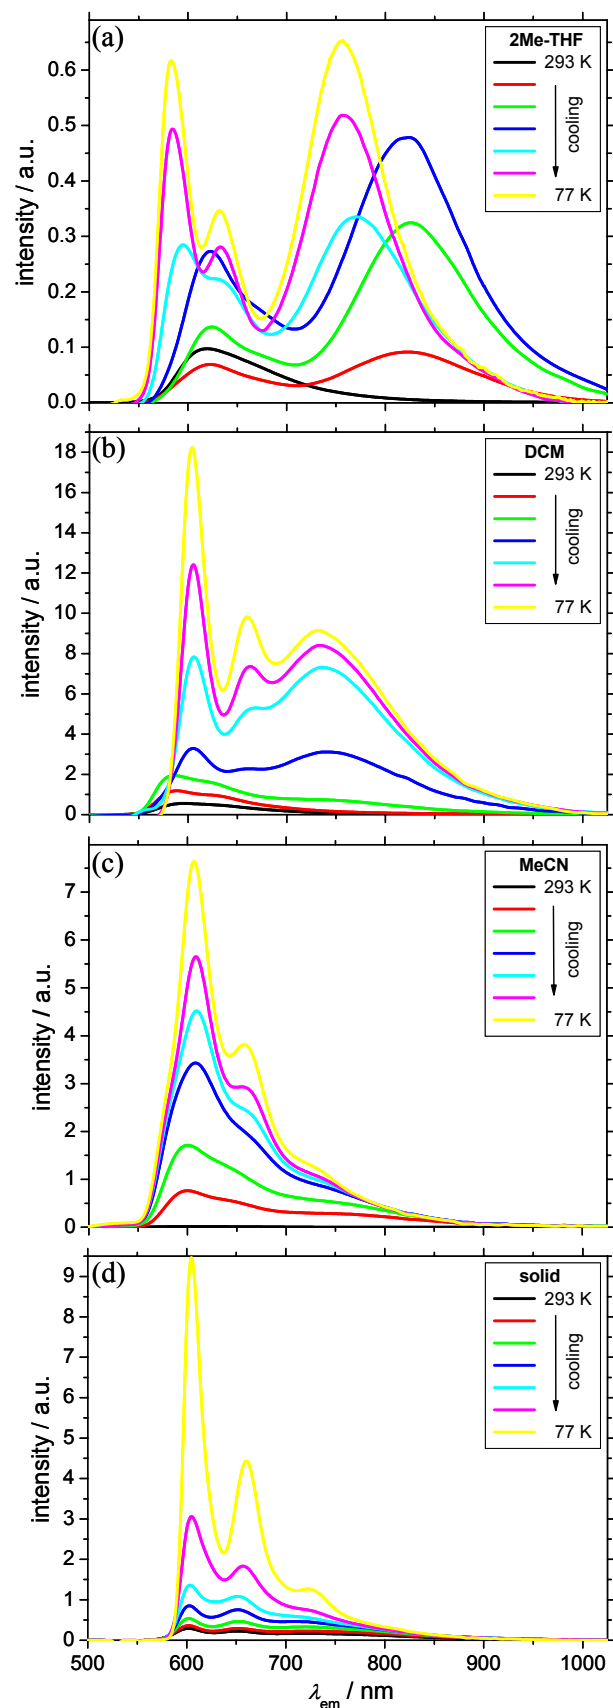 (a)
2Me-THF
293 K
cooling
77 K
intensity / a.u.
0.6
0.5
0.4
0.3
0.2
0.1
0.0
(b)
DCM
293 K
cooling
77 K
intensity / a.u.
18
16
14
12
10
8
6
4
2
0
(c)
MeCN
293 K
cooling
77 K
intensity / a.u.
7
6
5
4
3
2
1
0
(d)
solid
293 K
cooling
77 K
intensity / a.u.
9
8
7
6
5
4
3
2
1
0
500 600 700 800 900 1000
λem / nm